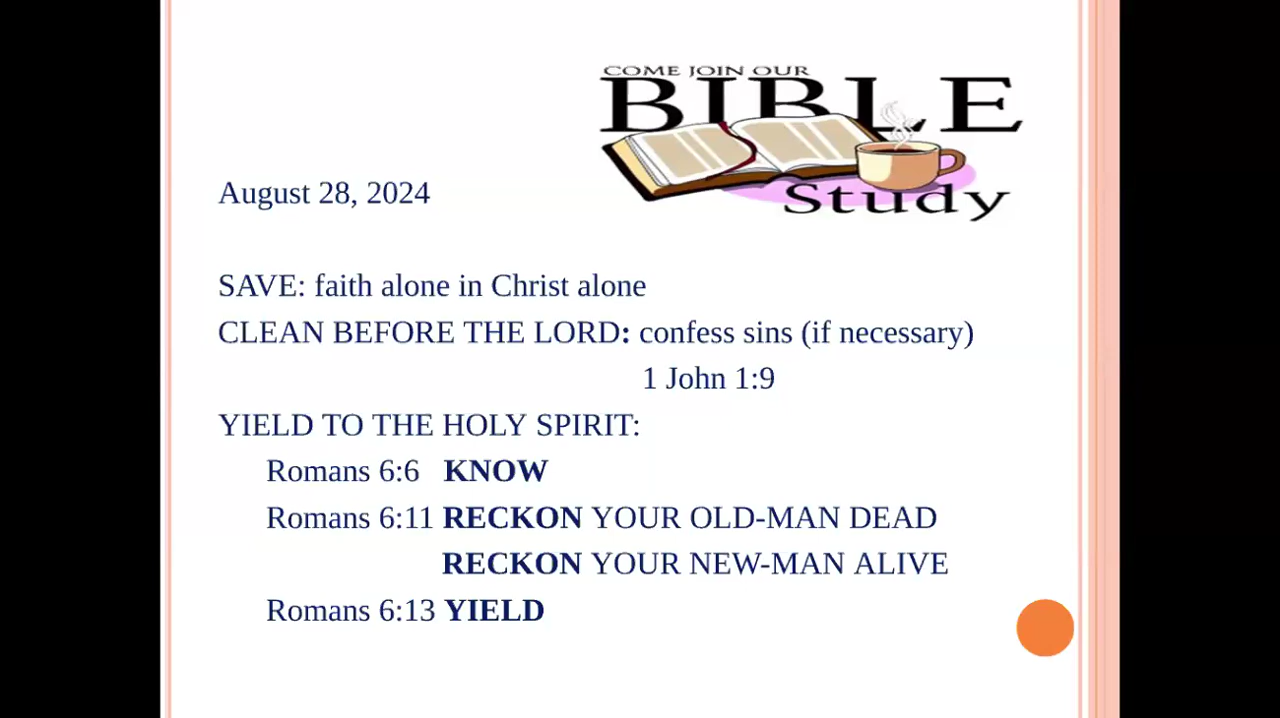 COME JOIN OUR
BIBLE
Study
August 28, 2024
SAVE: faith alone in Christ alone
CLEAN BEFORE THE LORD: confess sins (if necessary)
1 John 1:9
YIELD TO THE HOLY SPIRIT:
Romans 6:6 KNOW
Romans 6:11 RECKON YOUR OLD-MAN DEAD
RECKON YOUR NEW-MAN ALIVE
Romans 6:13 YIELD